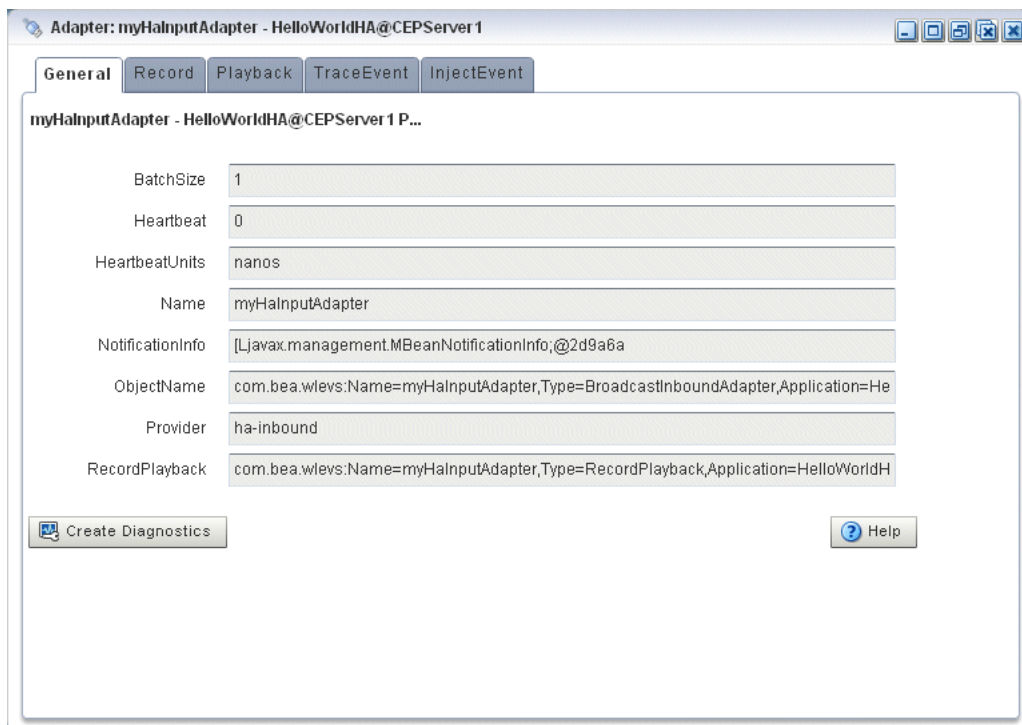 Adapter: myHaInputAdapter - HelloWorldHA@CEPServer1
General Record Playback TraceEvent InjectEvent
myHaInputAdapter - HelloWorldHA@CEPServer1 P...
BatchSize 1
Heartbeat 0
HeartbeatUnits nanos
Name myHaInputAdapter
NotificationInfo [Ljavax.management.MBeanNotificationInfo;@2d9a6a
ObjectName com.bea.wlevs:Name=myHaInputAdapter,Type=BroadcastInboundAdapter,Application=He
Provider ha-inbound
RecordPlayback com.bea.wlevs:Name=myHaInputAdapter,Type=RecordPlayback,Application=HelloWorldH
Create Diagnostics Help